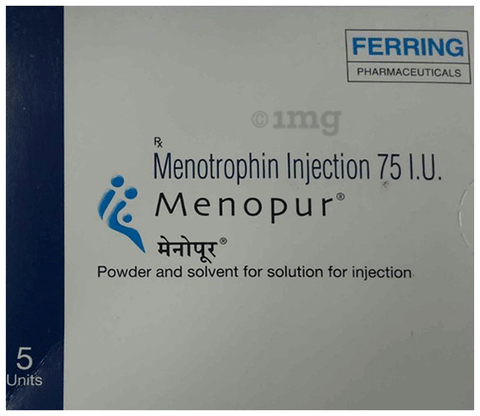 FERRING
PHARMACEUTICALS
©1mg
℞
Menotrophin Injection 75 I.U.
Menopur®
मेनोपूर®
Powder and solvent for solution for injection
5
Units